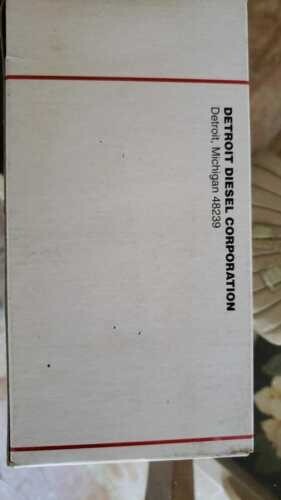 DETROIT DIESEL CORPORATION
Detroit, Michigan 48239